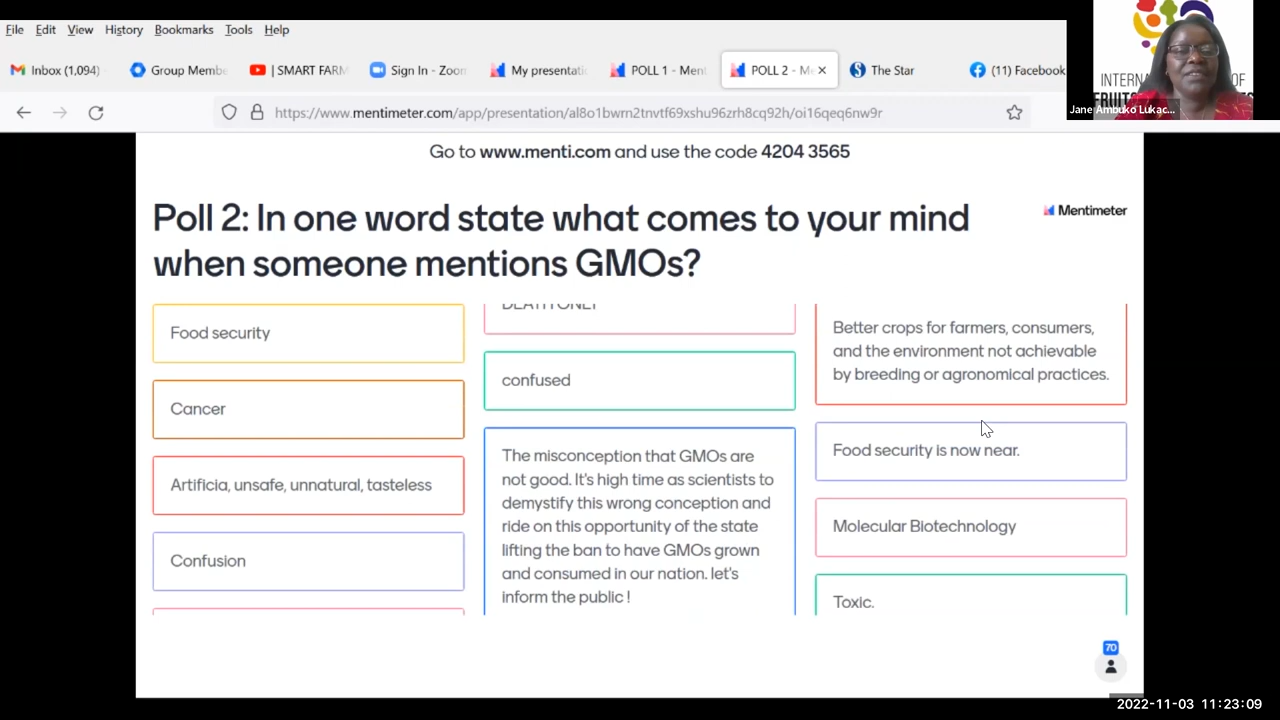 File Edit View History Bookmarks Tools Help
Inbox (1,094)
Group Membe
| SMART FARM
Sign In - Zoom
My presentati
POLL 1 - Ment
POLL 2 - M
The Star
(11) Facebook
https://www.mentimeter.com/app/presentation/al8o1bwrn2tnvtf69xshu96zrh8cq92h/oi16qeq6nw9r
Jane Ambuko Lukac...
Go to www.menti.com and use the code 4204 3565
Poll 2: In one word state what comes to your mind
when someone mentions GMOs?
Mentimeter
Food security
Cancer
Artificia, unsafe, unnatural, tasteless
Confusion
confused
The misconception that GMOs are
not good. It's high time as scientists to
demystify this wrong conception and
ride on this opportunity of the state
lifting the ban to have GMOs grown
and consumed in our nation. let's
inform the public !
Better crops for farmers, consumers,
and the environment not achievable
by breeding or agronomical practices.
Food security is now near.
Molecular Biotechnology
Toxic.
70
2022-11-03 11:23:09